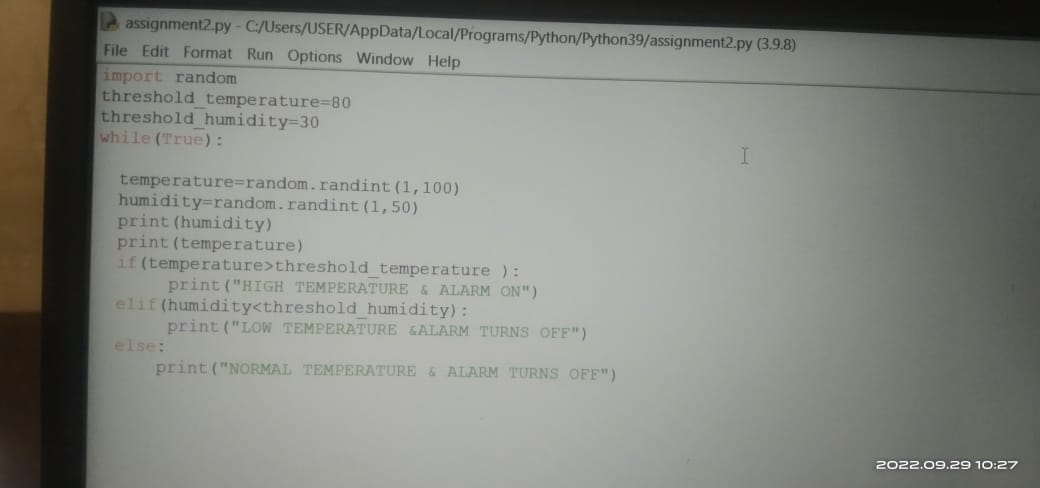 assignment2.py - C:/Users/USER/AppData/Local/Programs/Python/Python39/assignment2.py (3.9.8)
File Edit Format Run Options Window Help
import random
threshold_temperature=80
threshold_humidity=30
while(True):
temperature=random.randint(1,100)
humidity=random.randint(1,50)
print(humidity)
print(temperature)
if(temperature>threshold_temperature ):
print("HIGH TEMPERATURE & ALARM ON")
elif(humidity<threshold_humidity):
print("LOW TEMPERATURE &ALARM TURNS OFF")
else:
print("NORMAL TEMPERATURE & ALARM TURNS OFF")
2022.09.29 10:27